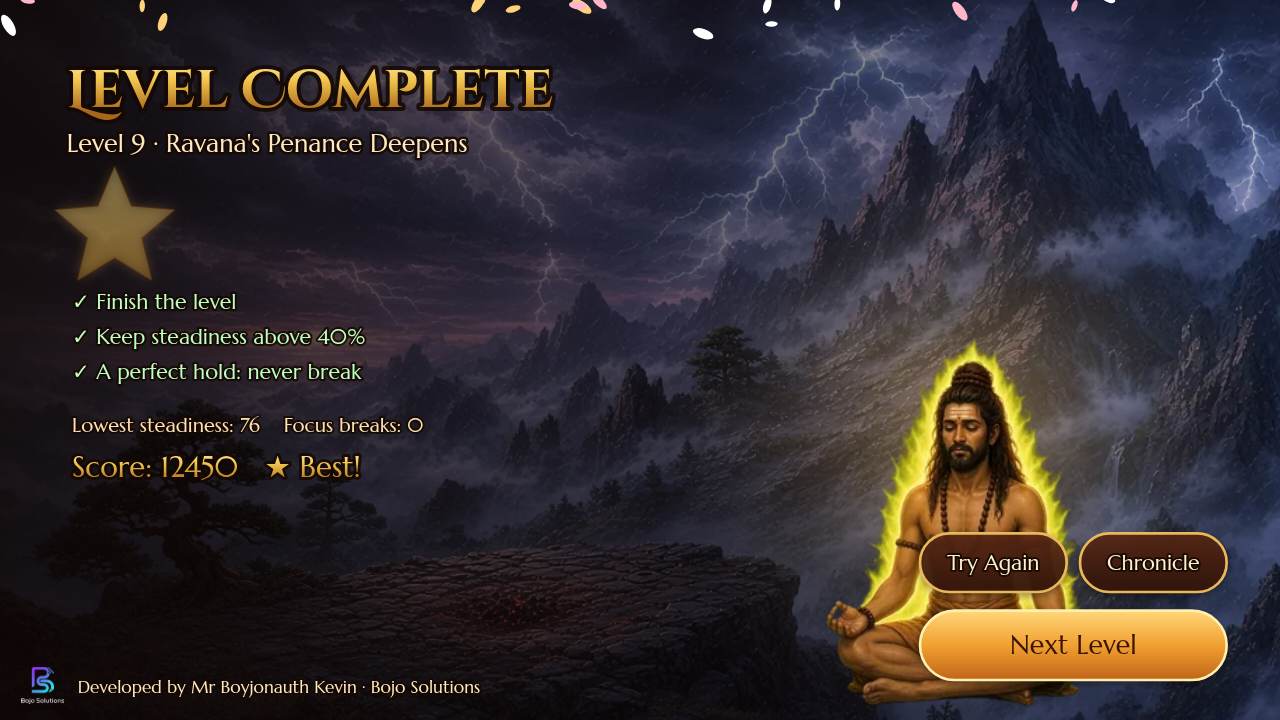 Level Complete
Level 9 · Ravana's Penance Deepens
✓ Finish the level
✓ Keep steadiness above 40%
✓ A perfect hold: never break
Lowest steadiness: 76 Focus breaks: 0
Score: 12450 ★ Best!
Try Again
Chronicle
Next Level
Bojo Solutions
Developed by Mr Boyjonauth Kevin · Bojo Solutions